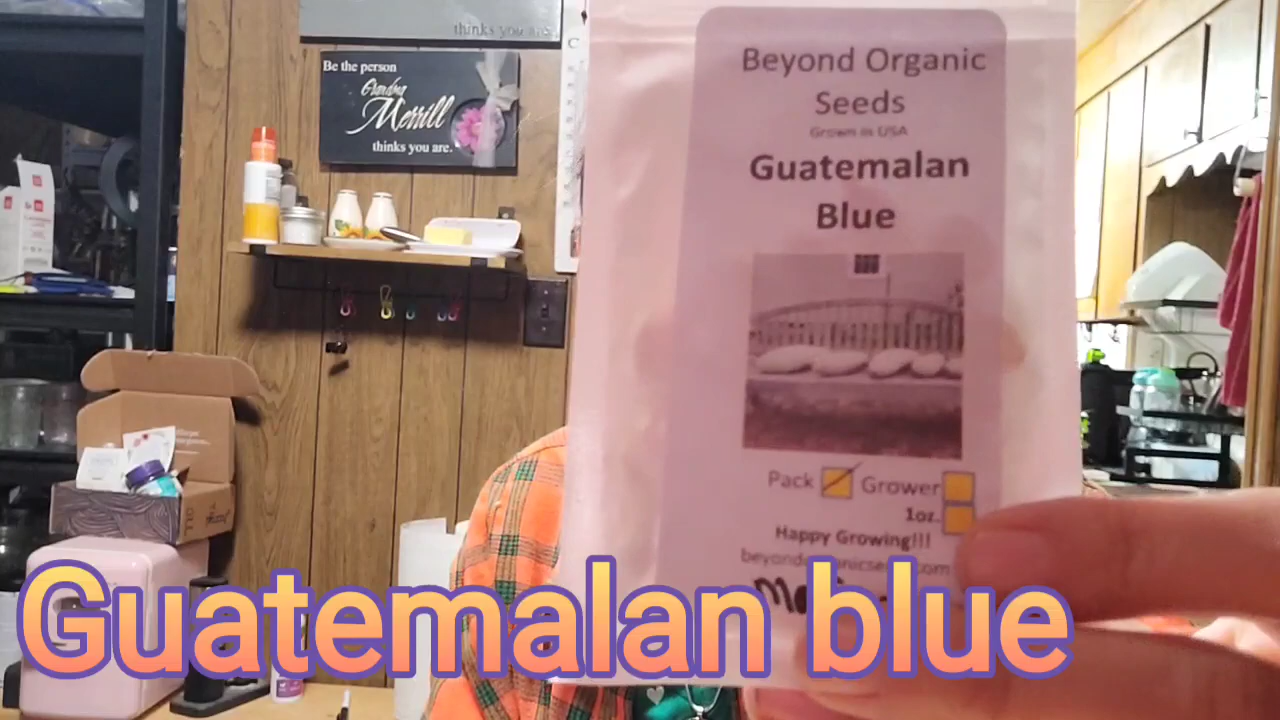 thinks you are.
Be the person
Grandma
Merrill
thinks you are.
Beyond Organic
Seeds
Grown in USA
Guatemalan
Blue
Pack Grower
1oz.
Happy Growing!!!
Guatemalan blue